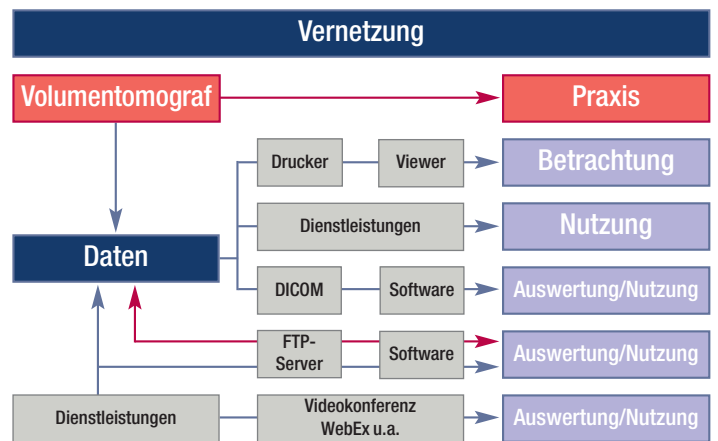 Vernetzung
Volumentomograf
Praxis
Drucker
Viewer
Betrachtung
Dienstleistungen
Nutzung
Daten
DICOM
Software
Auswertung/Nutzung
FTP-
Server
Software
Auswertung/Nutzung
Dienstleistungen
Videokonferenz
WebEx u.a.
Auswertung/Nutzung